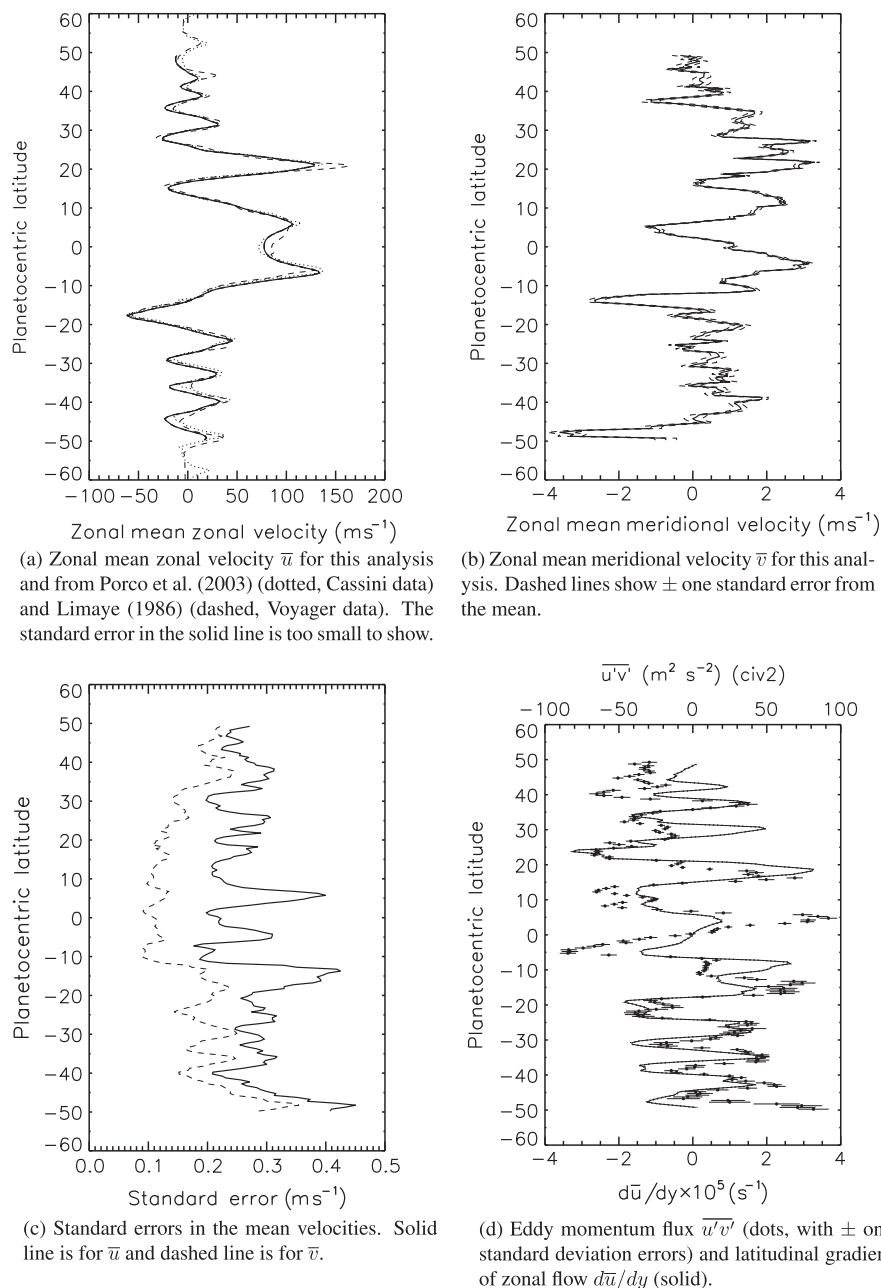 60
50
40
30
20
10
0
−10
−20
−30
−40
−50
−60
Planetocentric latitude
−100 −50 0 50 100 150 200
Zonal mean zonal velocity (ms−1)
(a) Zonal mean zonal velocity u̅ for this analysis
and from Porco et al. (2003) (dotted, Cassini data)
and Limaye (1986) (dashed, Voyager data). The
standard error in the solid line is too small to show.
60
50
40
30
20
10
0
−10
−20
−30
−40
−50
−60
Planetocentric latitude
−4 −2 0 2 4
Zonal mean meridional velocity (ms−1)
(b) Zonal mean meridional velocity v̅ for this anal-
ysis. Dashed lines show ± one standard error from
the mean.
60
50
40
30
20
10
0
−10
−20
−30
−40
−50
−60
Planetocentric latitude
0.0 0.1 0.2 0.3 0.4 0.5
Standard error (ms−1)
(c) Standard errors in the mean velocities. Solid
line is for u̅ and dashed line is for v̅.
u'v' (m2 s−2) (civ2)
−100 −50 0 50 100
60
50
40
30
20
10
0
−10
−20
−30
−40
−50
−60
Planetocentric latitude
−4 −2 0 2 4
du̅/dy×105(s−1)
(d) Eddy momentum flux u'v' (dots, with ± on
standard deviation errors) and latitudinal gradien
of zonal flow du̅/dy (solid).